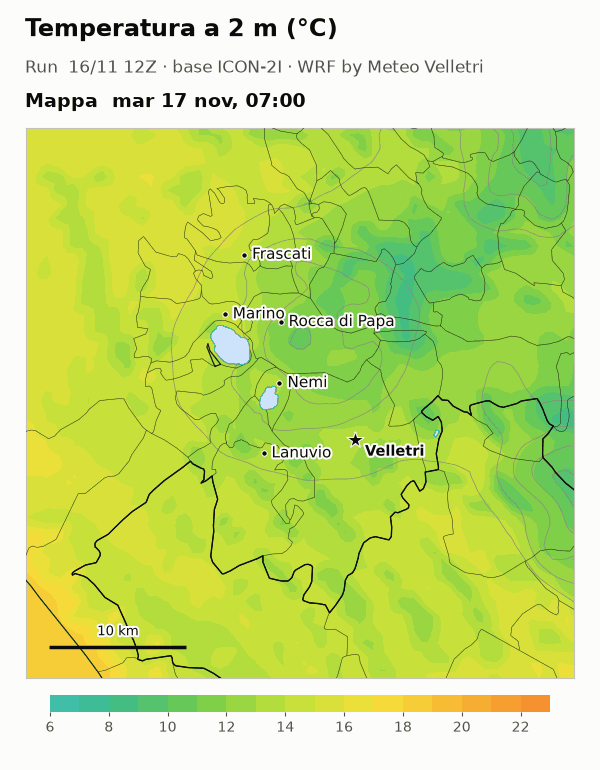 Temperatura a 2 m (°C)
Run  16/11 12Z · base ICON-2I · WRF by Meteo Velletri
Mappa  mar 17 nov, 07:00
Frascati
Marino
Rocca di Papa
Nemi
Velletri
Lanuvio
10 km
6 8 10 12 14 16 18 20 22